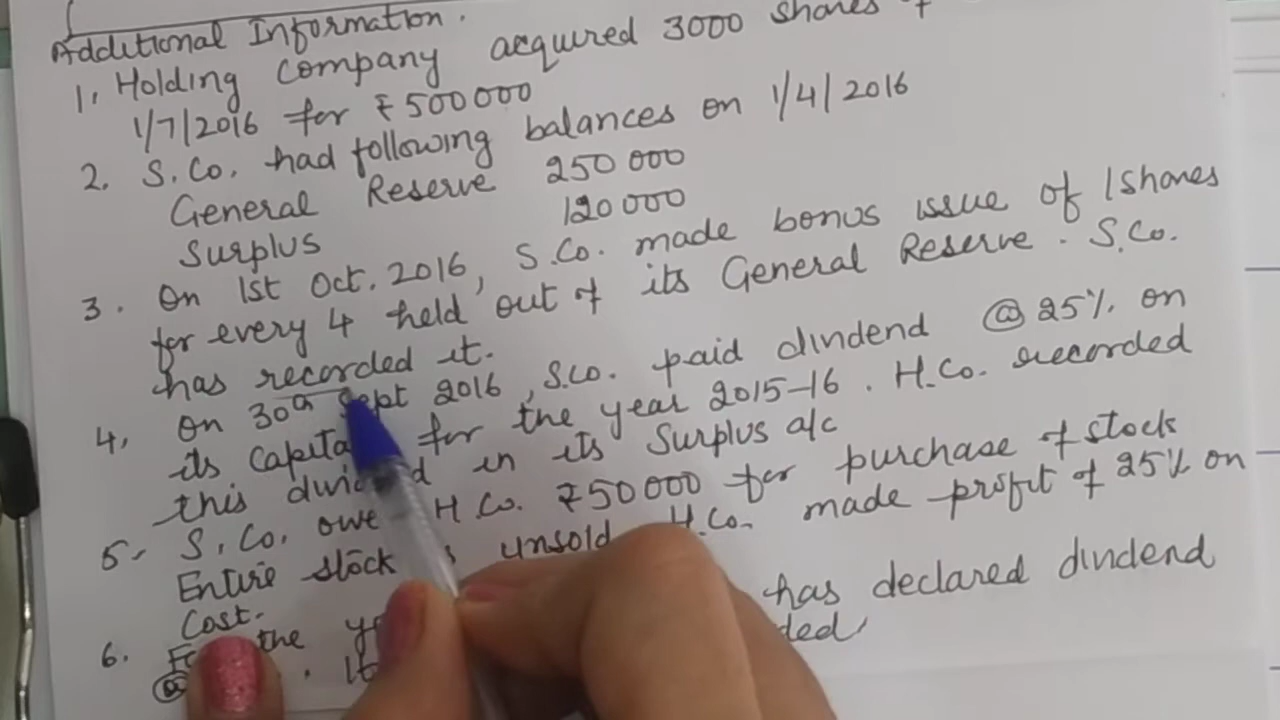 Additional Information.
1. Holding Company acquired 3000 shares
1/7/2016 for ₹500000
2. S.Co. had following balances on 1/4/2016
General Reserve 250 000
Surplus 120000
3. On 1st Oct. 2016, S.Co. made bonus issue of 1 shares
for every 4 held out of its General Reserve. S.Co.
has recorded it.
4. On 30th Sept 2016, S.Co. paid dividend @ 25% on
its capital for the year 2015-16. H.Co. recorded
this dividend in its Surplus a/c
5- S.Co. owe H.Co. ₹50000 for purchase of stock
Entire stock unsold. H.Co. made profit of 25% on
Cost.
6. the has declared dividend